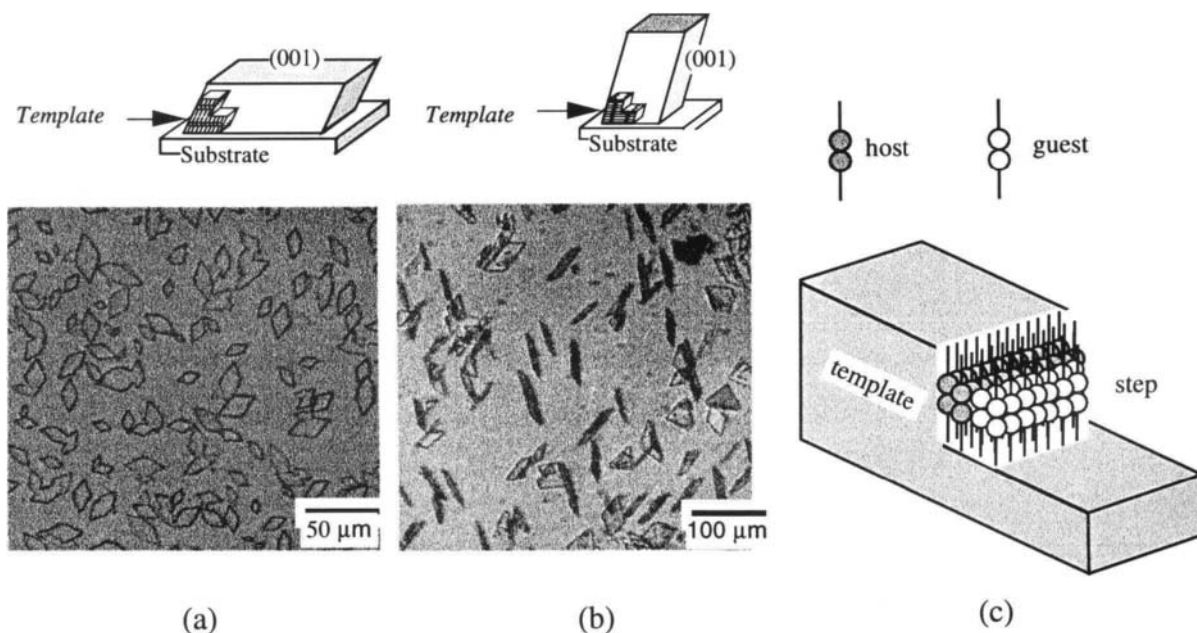 (001)
Template
Substrate
50 μm
(a)
(001)
Template
Substrate
100 μm
(b)
host
guest
template
step
(c)